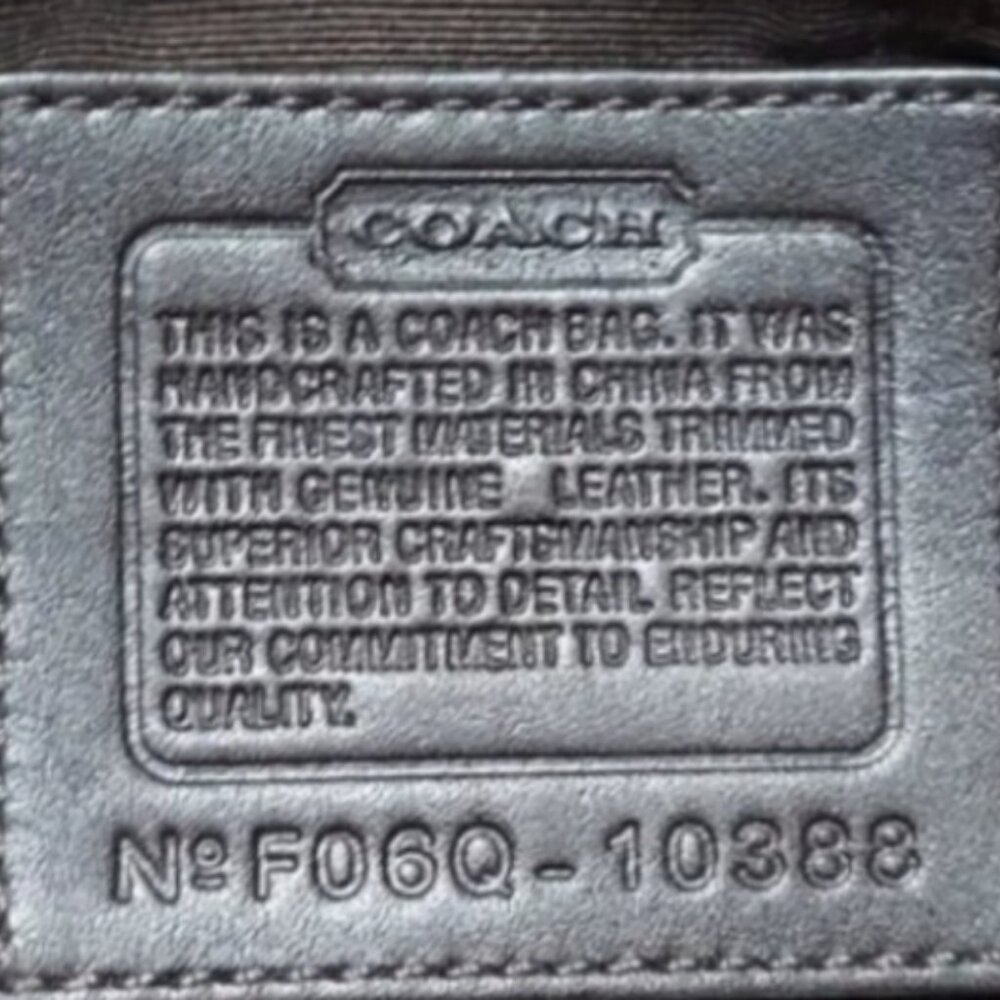 COACH
THIS IS A COACH BAG. IT WAS
HANDCRAFTED IN CHINA FROM
THE FINEST MATERIALS TRIMMED
WITH GENUINE LEATHER. ITS
SUPERIOR CRAFTSMANSHIP AND
ATTENTION TO DETAIL REFLECT
OUR COMMITMENT TO ENDURING
QUALITY.
Nº F06Q-10388